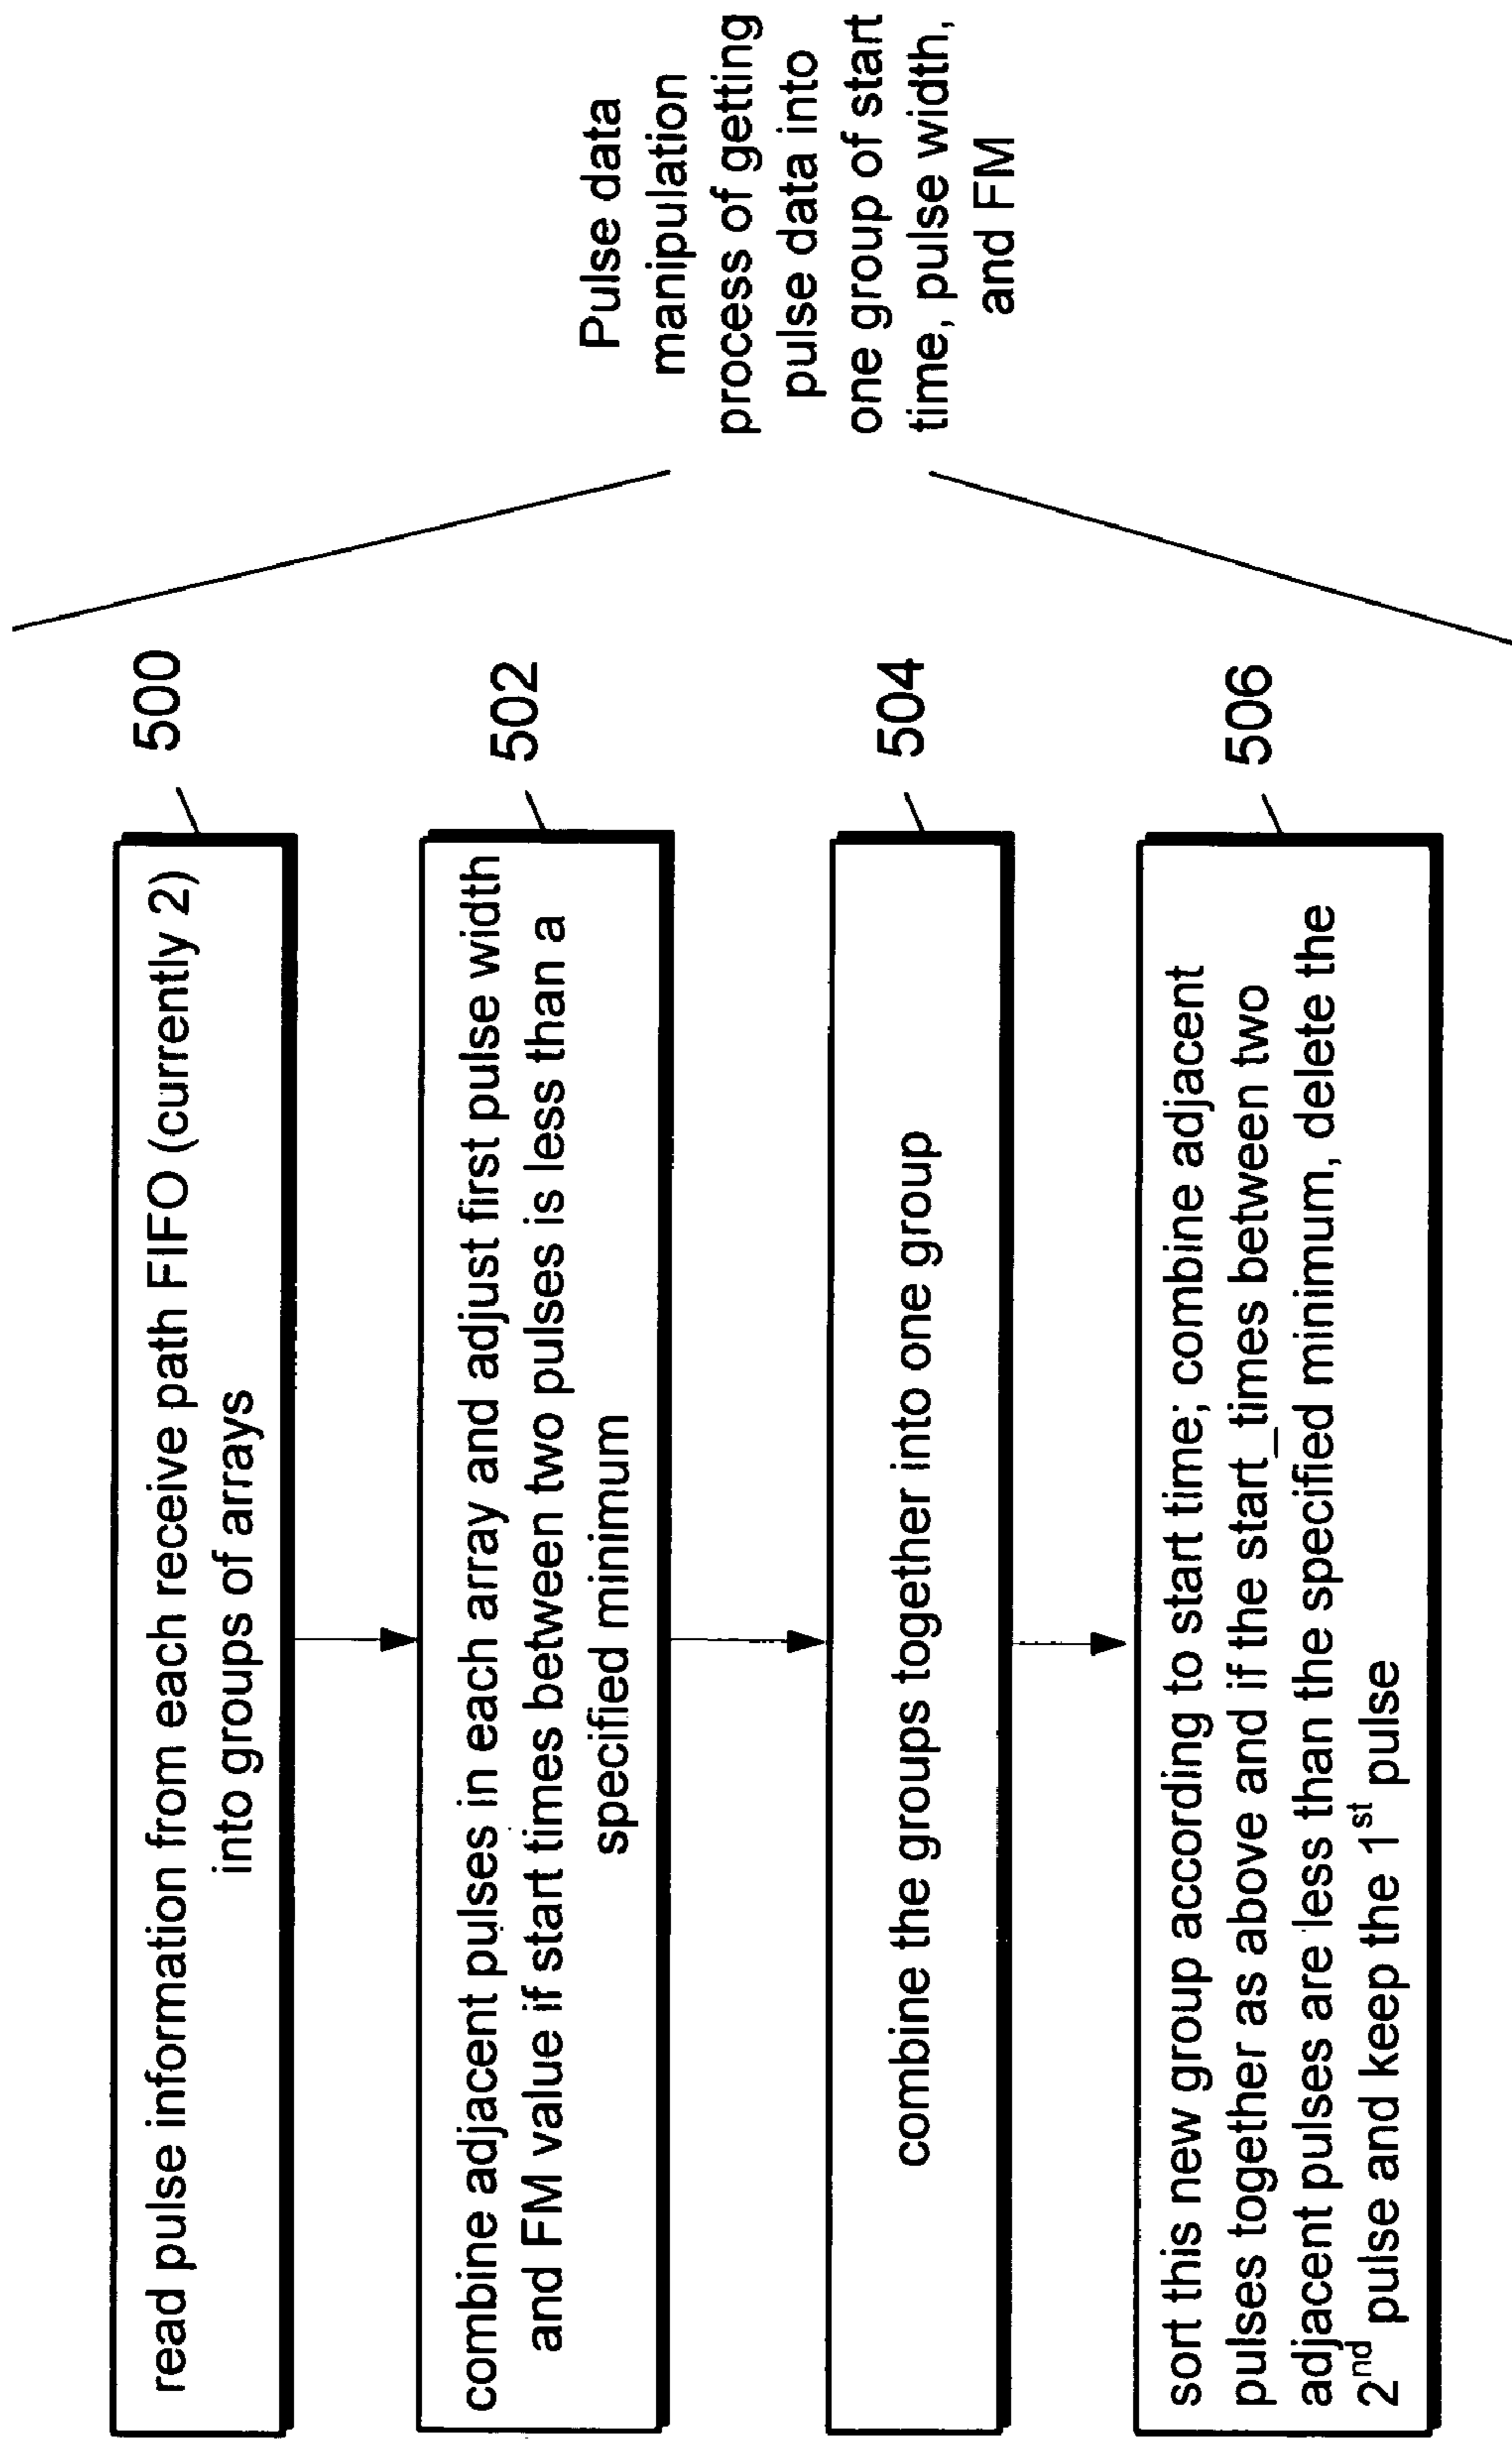 read pulse information from each receive path FIFO (currently 2)
into groups of arrays
500
combine adjacent pulses in each array and adjust first pulse width
and FM value if start times between two pulses is less than a
specified minimum
502
combine the groups together into one group
504
sort this new group according to start time; combine adjacent
pulses together as above and if the start_times between two
adjacent pulses are less than the specified minimum, delete the
2nd pulse and keep the 1st pulse
506
Pulse data
manipulation
process of getting
pulse data into
one group of start
time, pulse width,
and FM